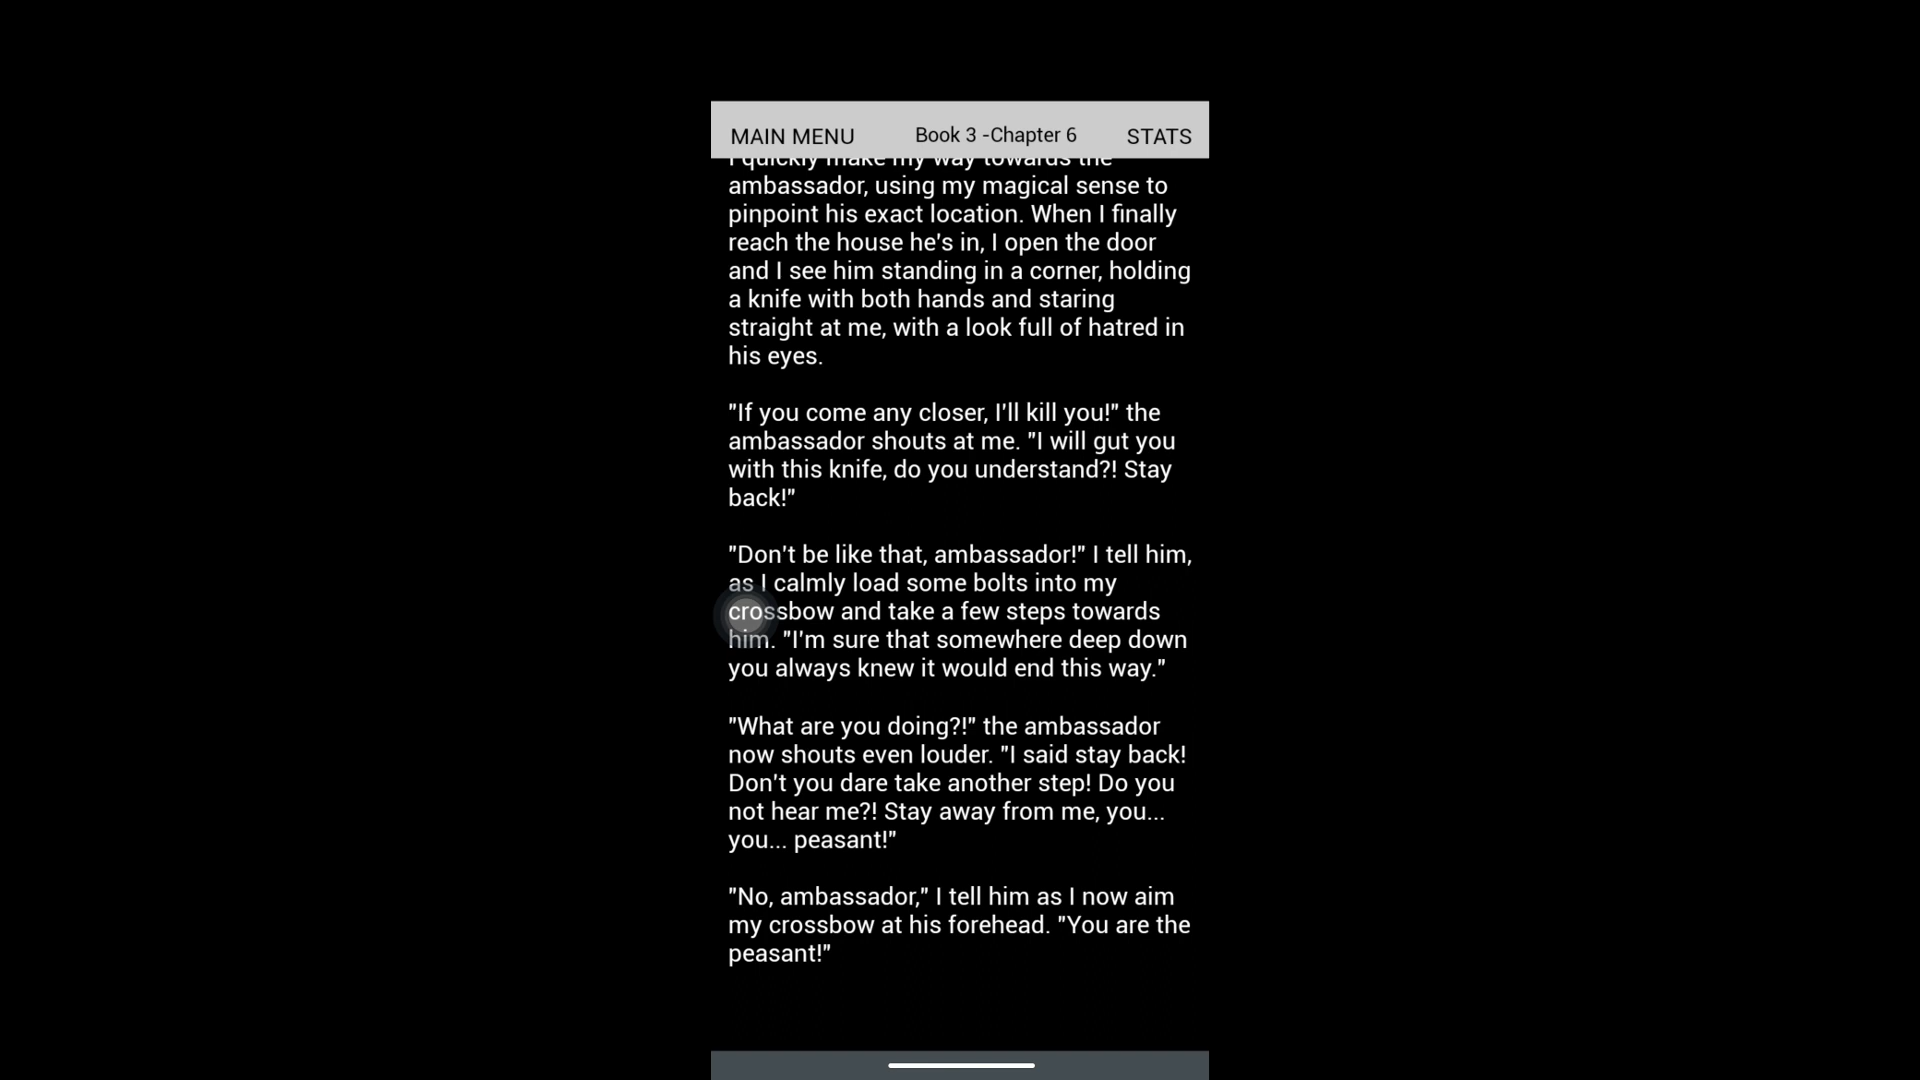 MAIN MENU
Book 3 -Chapter 6
STATS
I quickly make my way towards the
ambassador, using my magical sense to
pinpoint his exact location. When I finally
reach the house he's in, I open the door
and I see him standing in a corner, holding
a knife with both hands and staring
straight at me, with a look full of hatred in
his eyes.
"If you come any closer, I'll kill you!" the
ambassador shouts at me. "I will gut you
with this knife, do you understand?! Stay
back!"
"Don't be like that, ambassador!" I tell him,
as I calmly load some bolts into my
crossbow and take a few steps towards
him. "I'm sure that somewhere deep down
you always knew it would end this way."
"What are you doing?!" the ambassador
now shouts even louder. "I said stay back!
Don't you dare take another step! Do you
not hear me?! Stay away from me, you...
you... peasant!"
"No, ambassador," I tell him as I now aim
my crossbow at his forehead. "You are the
peasant!"